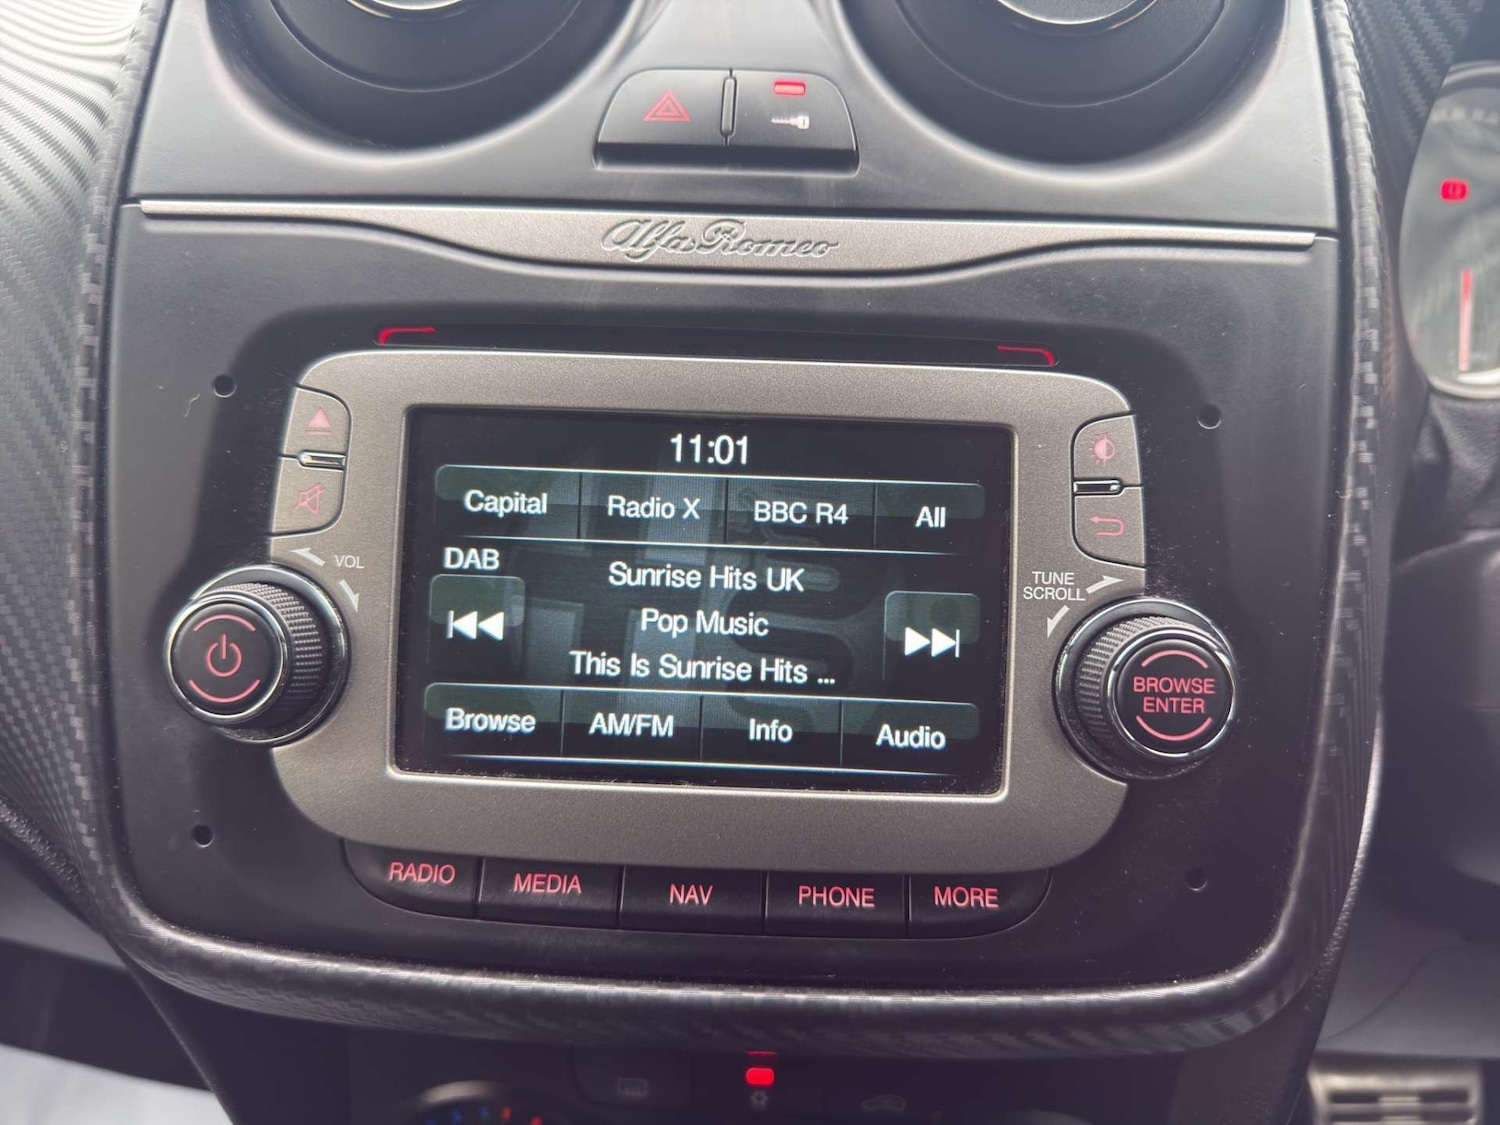 Alfa Romeo
11:01
Capital Radio X BBC R4 All
DAB
Sunrise Hits UK
Pop Music
This Is Sunrise Hits ...
Browse AM/FM Info Audio
VOL
TUNE
SCROLL
BROWSE
ENTER
RADIO MEDIA NAV PHONE MORE